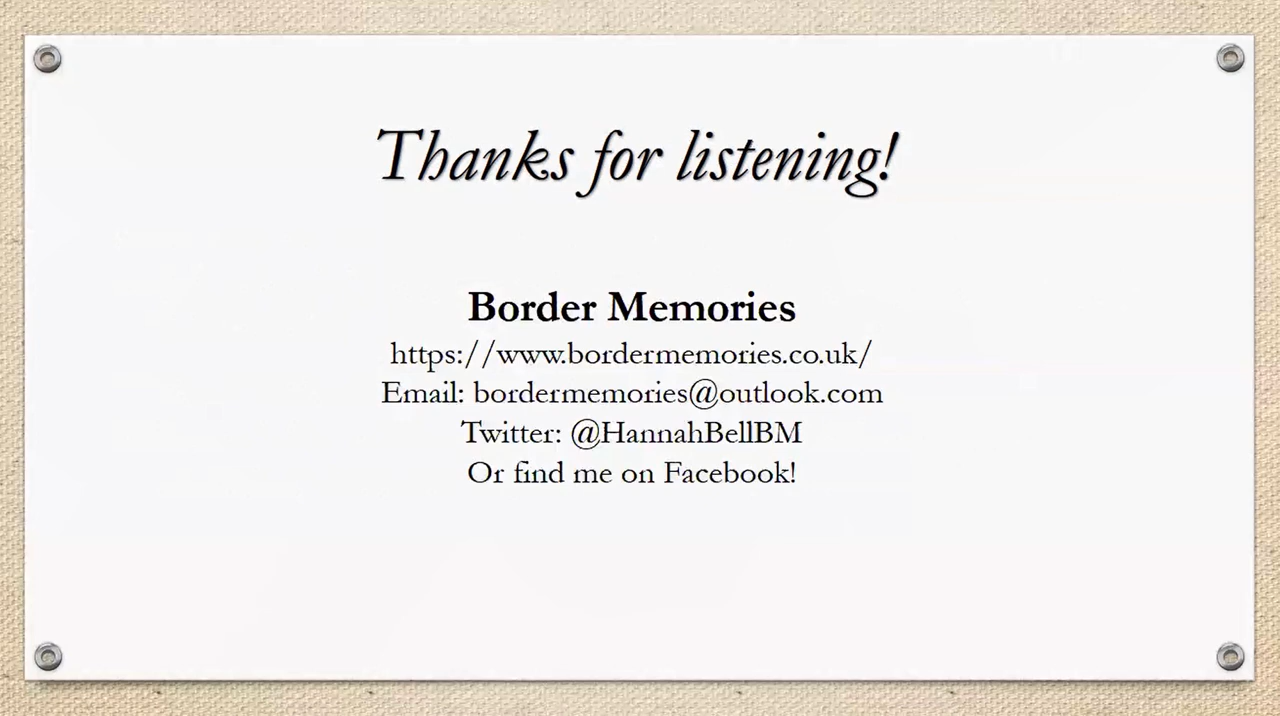 Thanks for listening!
Border Memories
https://www.bordermemories.co.uk/
Email: bordermemories@outlook.com
Twitter: @HannahBellBM
Or find me on Facebook!